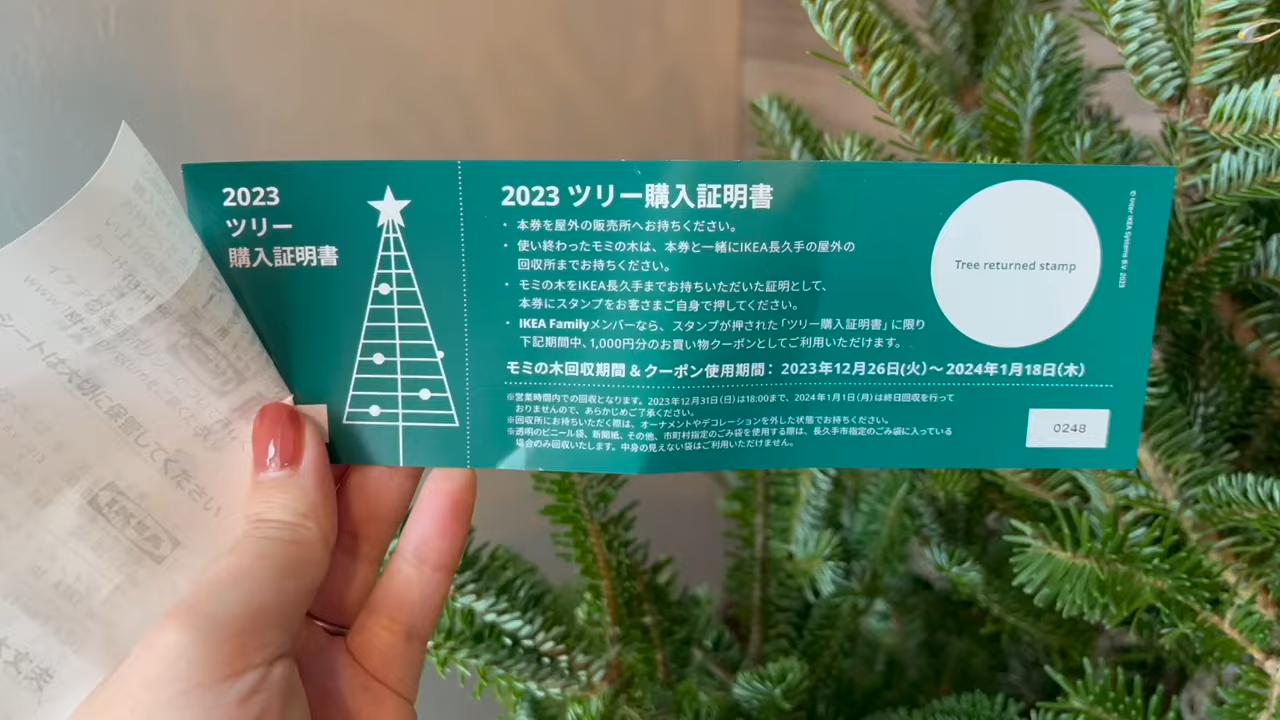 2023
ツリー
購入証明書
2023 ツリー購入証明書
・ 本券を屋外の販売所へお持ちください。
・ 使い終わったモミの木は、本券と一緒にIKEA長久手の屋外の
回収所までお持ちください。
・ モミの木をIKEA長久手までお持ちいただいた証明として、
本券にスタンプをお客さまご自身で押してください。
・ IKEA Familyメンバーなら、スタンプが押された「ツリー購入証明書」に限り
下記期間中、1,000円分のお買い物クーポンとしてご利用いただけます。
モミの木回収期間 & クーポン使用期間： 2023年12月26日(火)〜2024年1月18日(木)
※営業時間内での回収となります。2023年12月31日(日)は18:00まで、2024年1月1日(月)は終日回収を行って
おりませんので、あらかじめご了承ください。
※回収所にお持ちいただく際は、オーナメントやデコレーションを外した状態でお持ちください。
※透明のビニール袋、新聞紙、その他、市町村指定のごみ袋を使用する際は、長久手市指定のごみ袋に入っている
場合のみ回収いたします。中身の見えない袋はご利用いただけません。
Tree returned stamp
0248
© Inter IKEA Systems B.V. 2023
シートは大切に保管してください